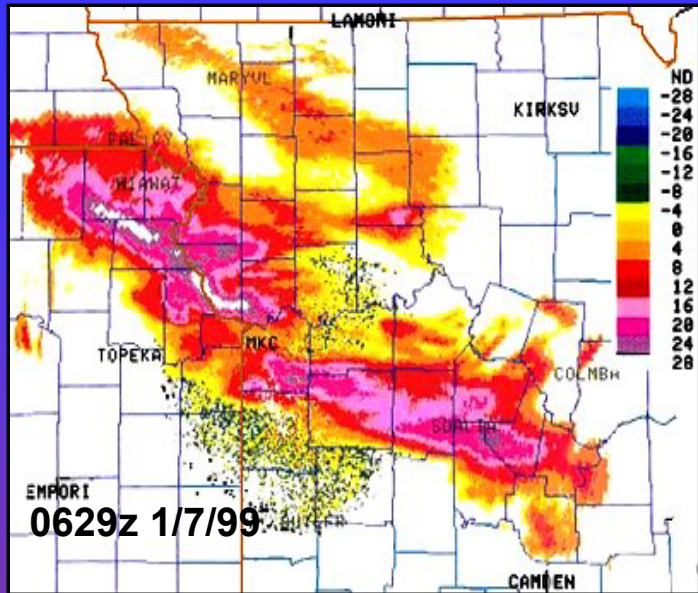 LAMONI
MARYVL
KIRKSV
ND
-28
-24
-20
-16
-12
-8
-4
0
4
8
12
16
20
24
28
HIAWAT
TOPEKA
MKC
COLMBA
EMPORI
0629z 1/7/99
CAMDEN